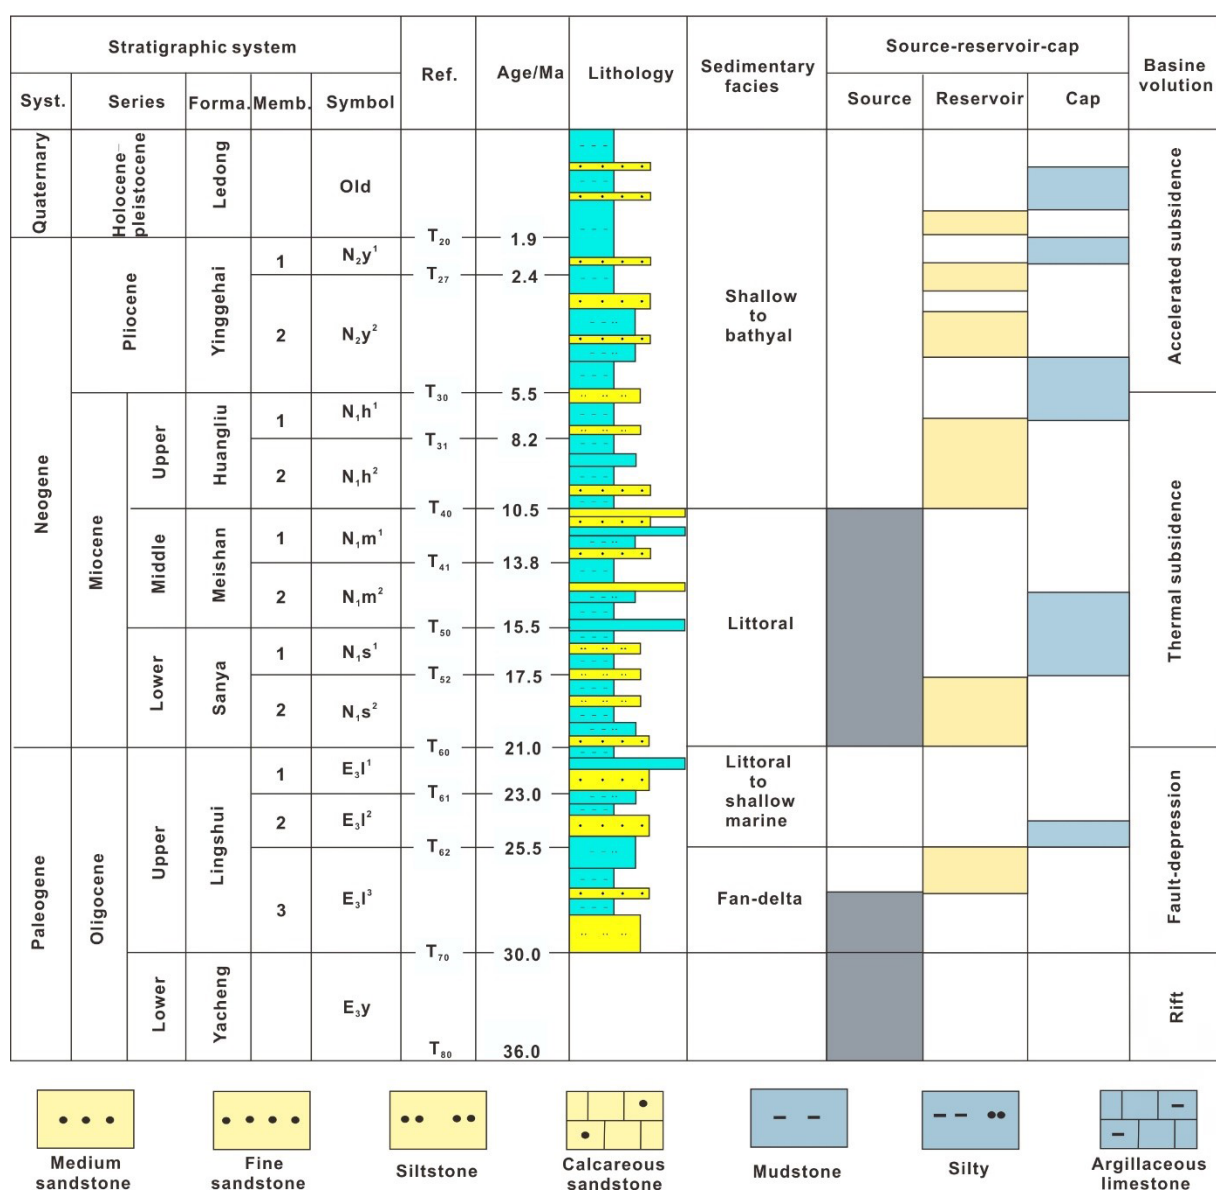 Stratigraphic system
Ref.
Age/Ma
Lithology
Sedimentary
facies
Source-reservoir-cap
Basine
volution
Syst.
Series
Forma.
Memb.
Symbol
Source
Reservoir
Cap
Quaternary
Holocene–
pleistocene
Ledong
Old
T20
1.9
Neogene
Pliocene
Yinggehai
1
N2y1
T27
2.4
2
N2y2
T30
5.5
Shallow
to
bathyal
Accelerated subsidence
Miocene
Upper
Huangliu
1
N1h1
T31
8.2
2
N1h2
T40
10.5
Middle
Meishan
1
N1m1
T41
13.8
2
N1m2
T50
15.5
Littoral
Thermal subsidence
Lower
Sanya
1
N1s1
T52
17.5
2
N1s2
T60
21.0
Paleogene
Oligocene
Upper
Lingshui
1
E3l1
T61
23.0
Littoral
to
shallow
marine
2
E3l2
T62
25.5
3
E3l3
T70
30.0
Fan-delta
Fault-depression
Lower
Yacheng
E3y
T80
36.0
Rift
Medium
sandstone
Fine
sandstone
Siltstone
Calcareous
sandstone
Mudstone
Silty
Argillaceous
limestone